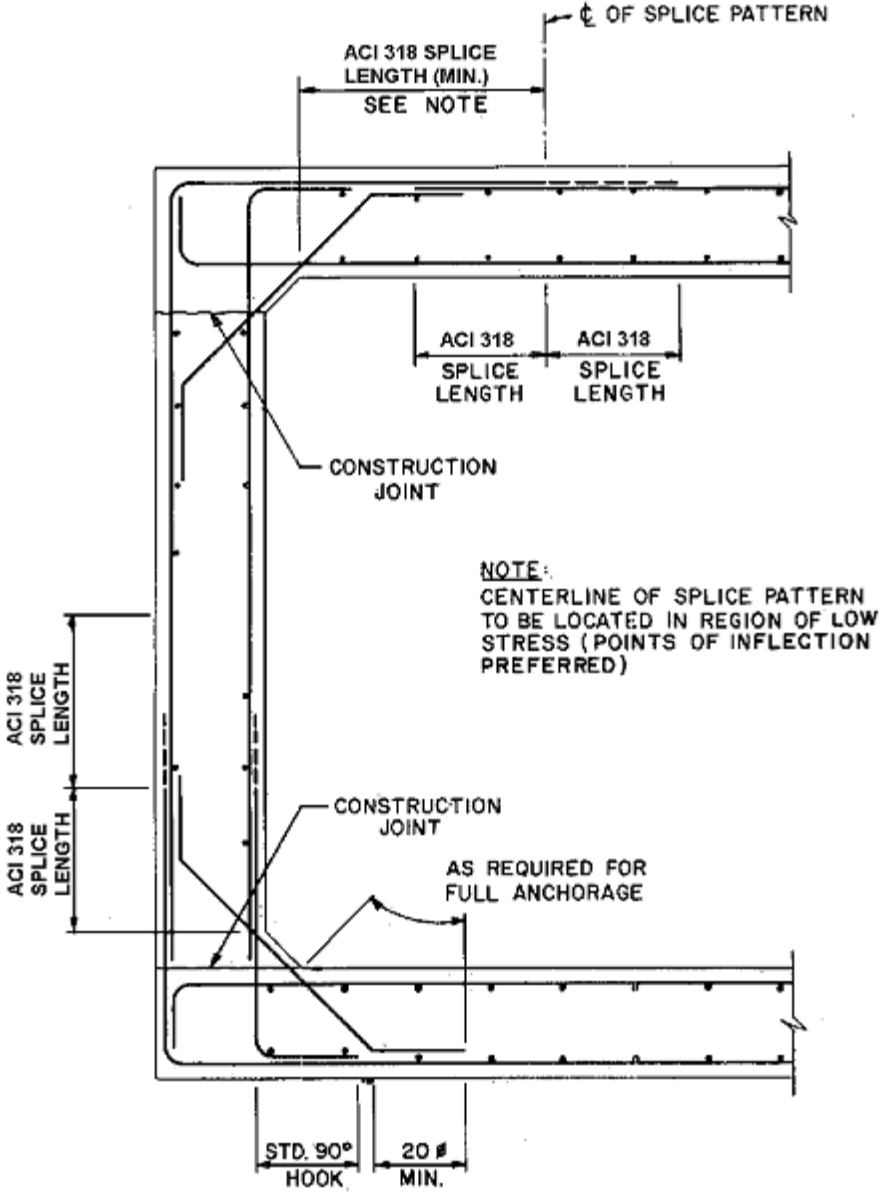 ℄ OF SPLICE PATTERN
ACI 318 SPLICE
LENGTH (MIN.)
SEE NOTE
ACI 318
SPLICE
LENGTH
ACI 318
SPLICE
LENGTH
CONSTRUCTION
JOINT
NOTE:
CENTERLINE OF SPLICE PATTERN
TO BE LOCATED IN REGION OF LOW
STRESS (POINTS OF INFLECTION
PREFERRED)
ACI 318
SPLICE
LENGTH
ACI 318
SPLICE
LENGTH
CONSTRUCTION
JOINT
AS REQUIRED FOR
FULL ANCHORAGE
STD. 90°
HOOK
20 ø
MIN.